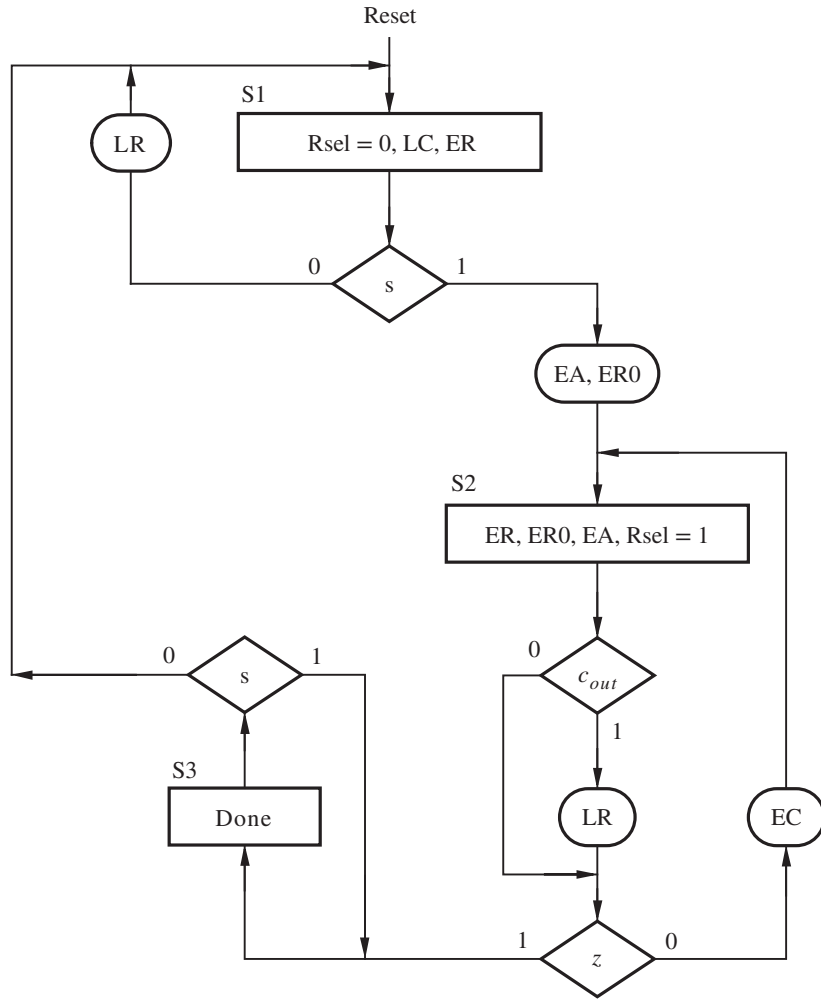 Reset
S1
LR
Rsel = 0, LC, ER
0
s
1
EA, ER0
S2
ER, ER0, EA, Rsel = 1
0
s
1
0
c_out
1
S3
Done
LR
EC
1
z
0